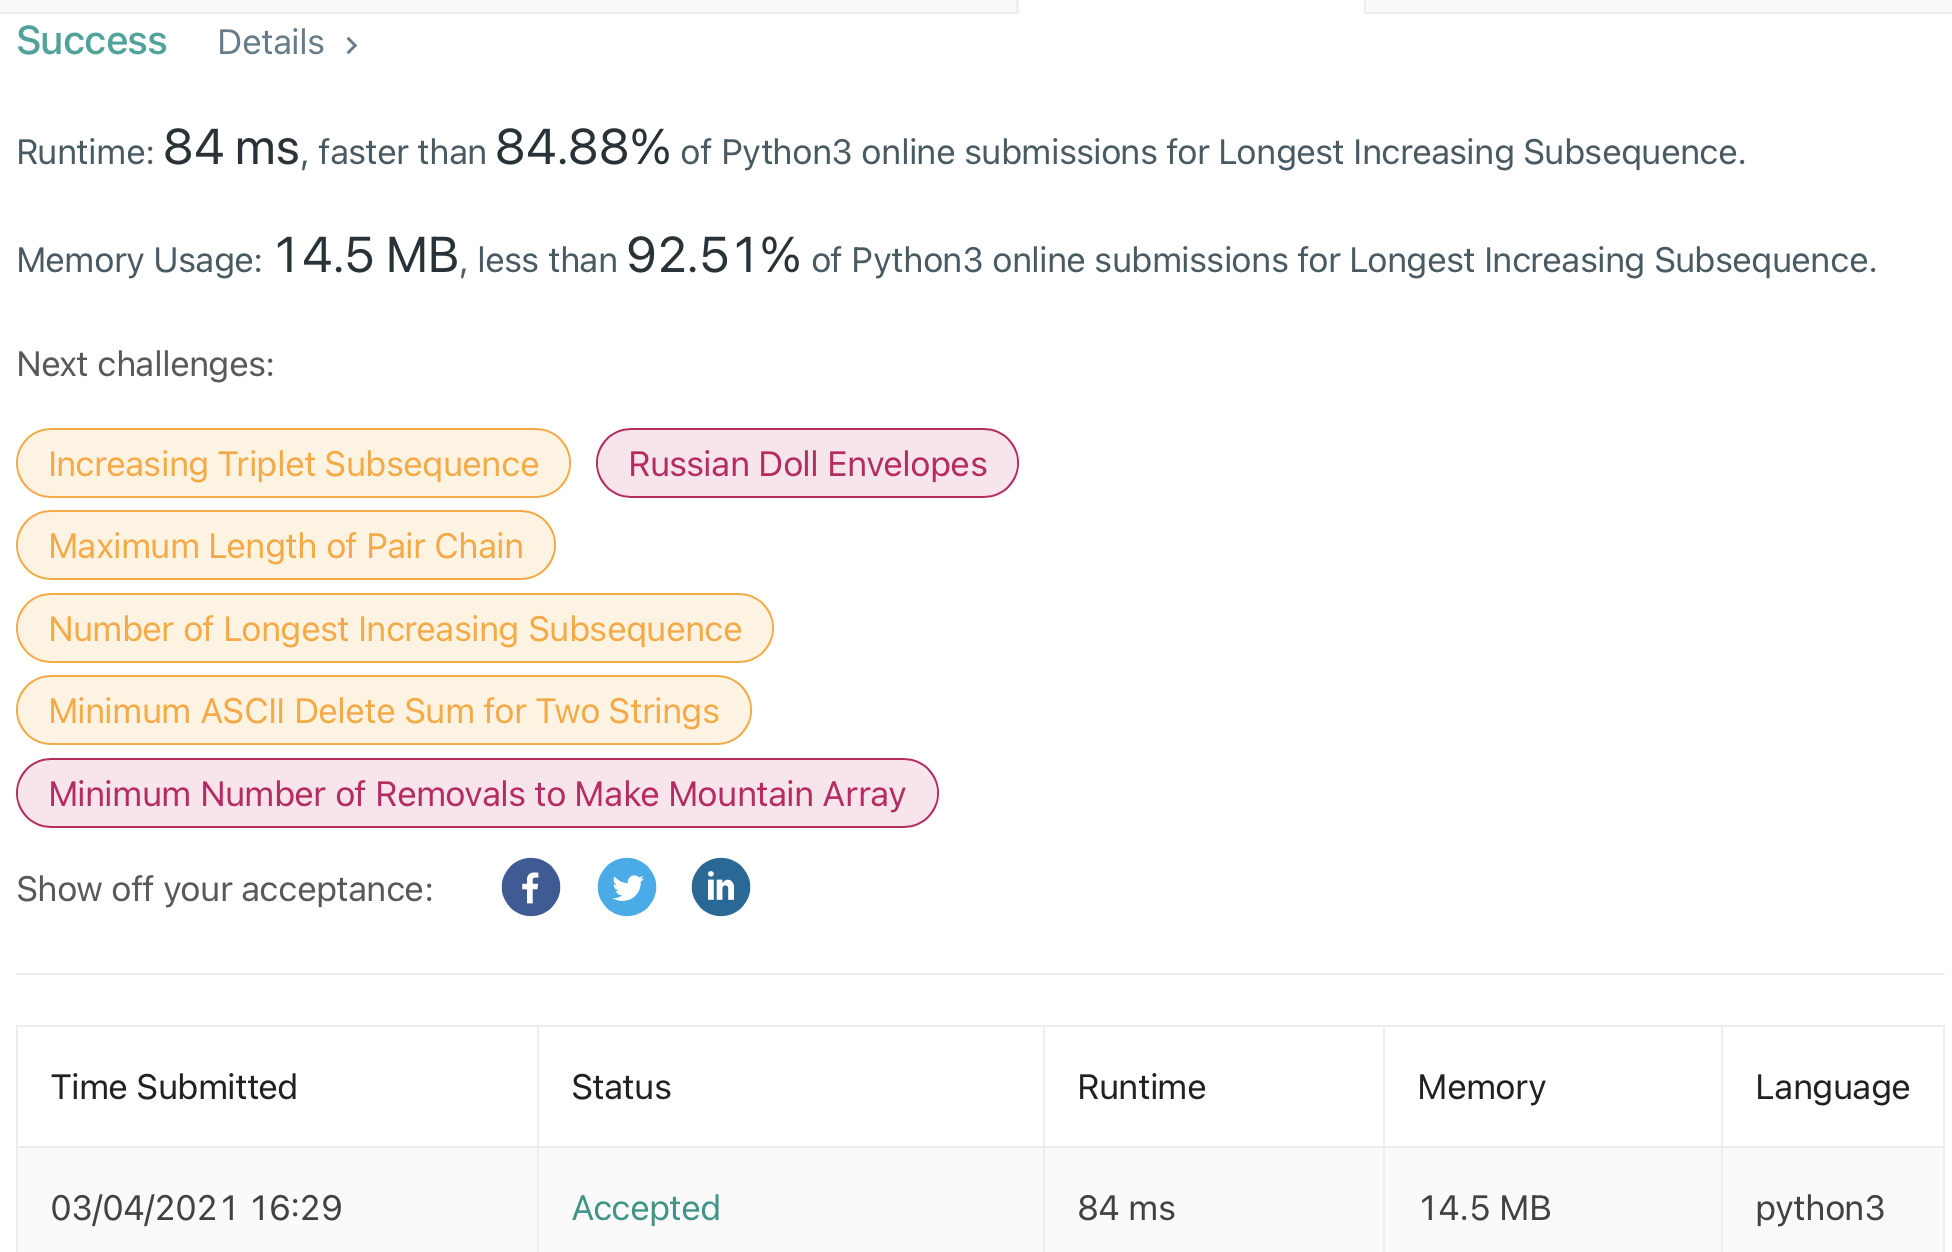 Success Details >
Runtime: 84 ms, faster than 84.88% of Python3 online submissions for Longest Increasing Subsequence.
Memory Usage: 14.5 MB, less than 92.51% of Python3 online submissions for Longest Increasing Subsequence.
Next challenges:
Increasing Triplet Subsequence Russian Doll Envelopes
Maximum Length of Pair Chain
Number of Longest Increasing Subsequence
Minimum ASCII Delete Sum for Two Strings
Minimum Number of Removals to Make Mountain Array
Show off your acceptance: f in
Time Submitted Status Runtime Memory Language
03/04/2021 16:29 Accepted 84 ms 14.5 MB python3